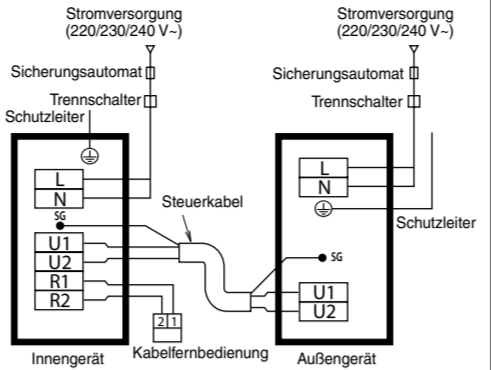 Stromversorgung
(220/230/240 V~)
Sicherungsautomat
Trennschalter
Schutzleiter
L
N
SG
U1
U2
R1
R2
2 1
Steuerkabel
Innengerät
Kabelfernbedienung
Stromversorgung
(220/230/240 V~)
Sicherungsautomat
Trennschalter
L
N
Schutzleiter
SG
U1
U2
Außengerät